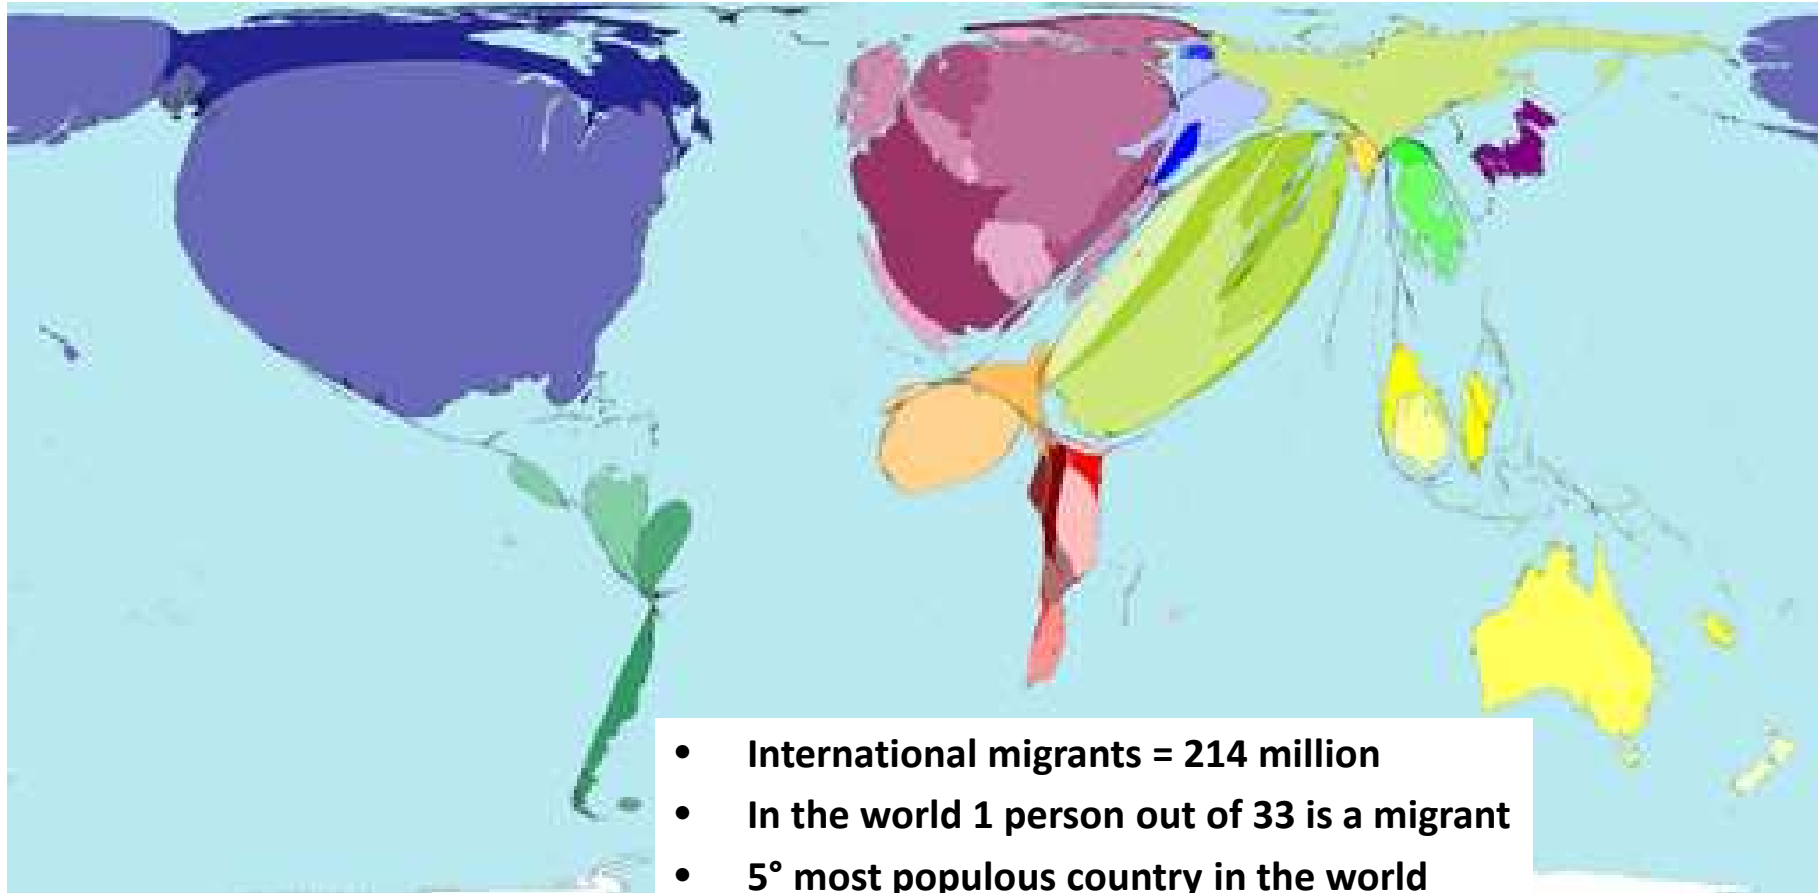 • International migrants = 214 million
• In the world 1 person out of 33 is a migrant
• 5° most populous country in the world